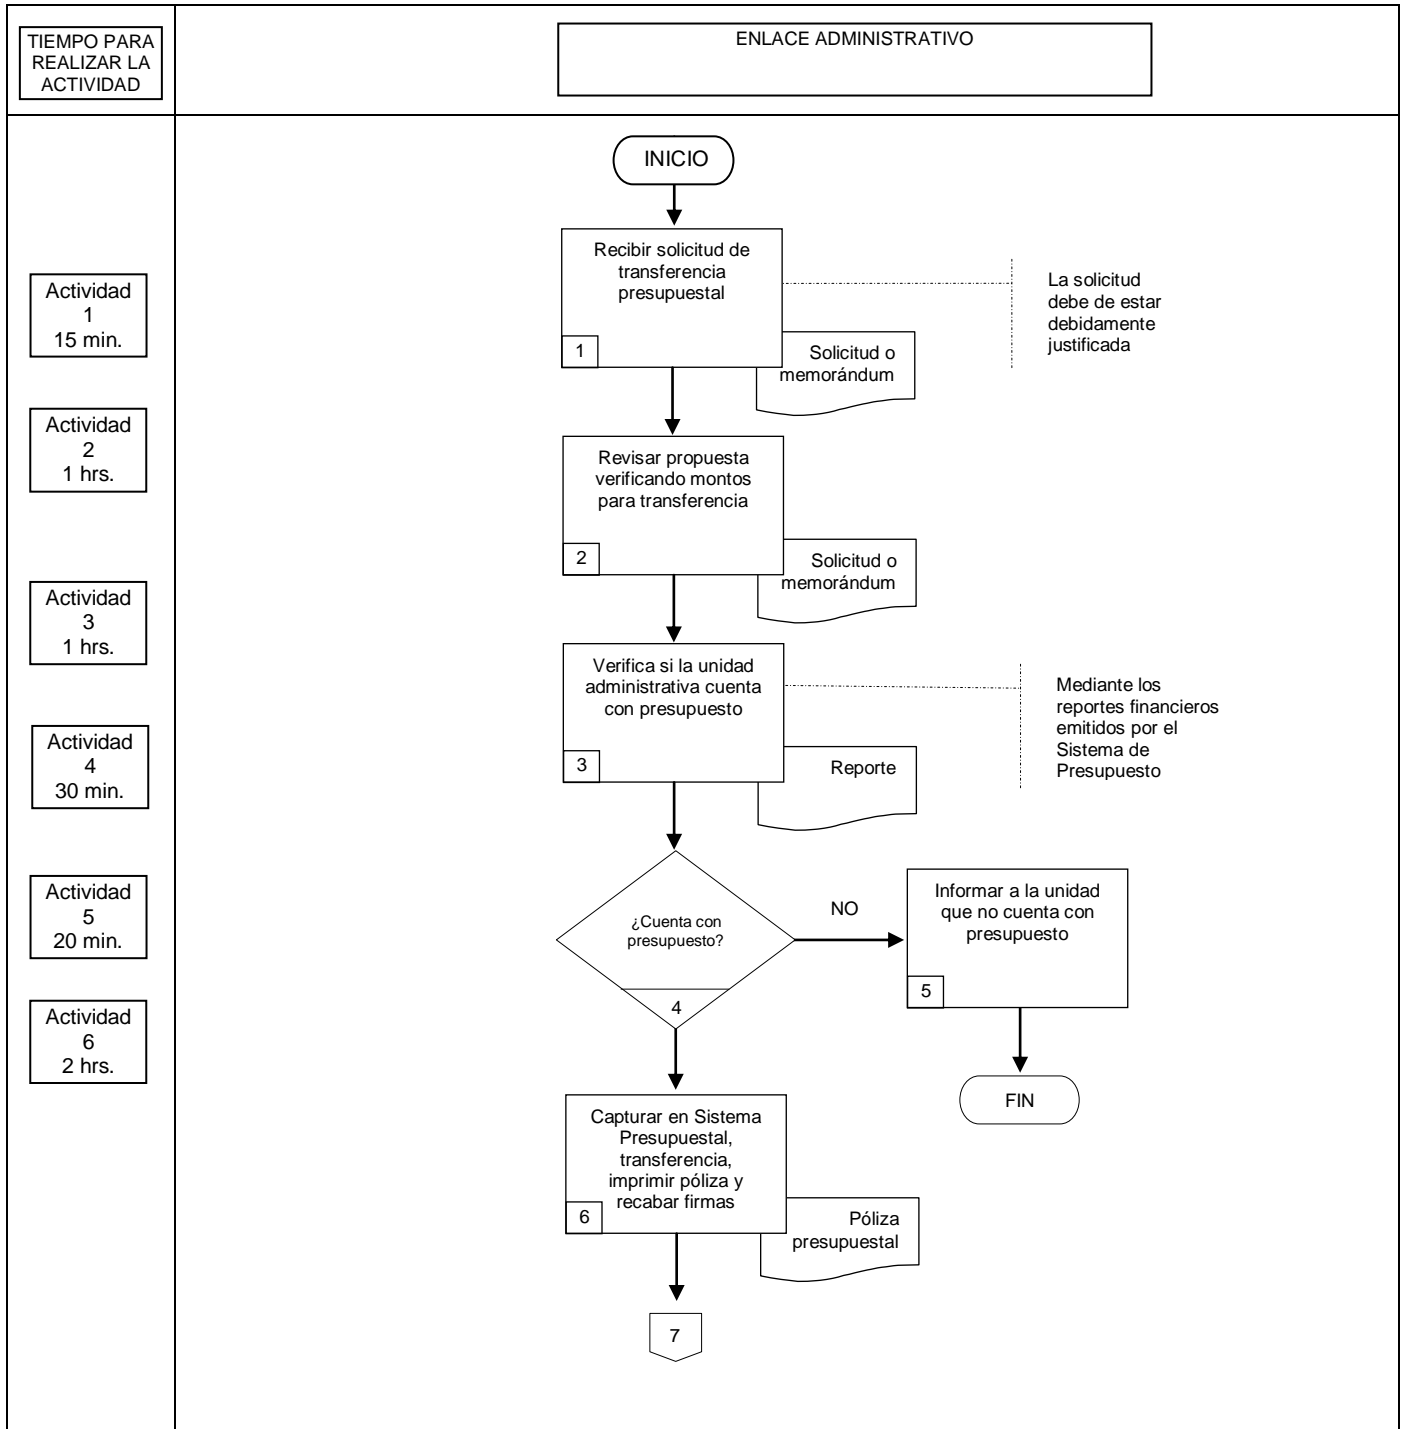 TIEMPO PARA
REALIZAR LA
ACTIVIDAD
ENLACE ADMINISTRATIVO
INICIO
Recibir solicitud de
transferencia
presupuestal
1
Solicitud o
memorándum
La solicitud
debe de estar
debidamente
justificada
Actividad
1
15 min.
Actividad
2
1 hrs.
Revisar propuesta
verificando montos
para transferencia
2
Solicitud o
memorándum
Actividad
3
1 hrs.
Verifica si la unidad
administrativa cuenta
con presupuesto
3
Reporte
Mediante los
reportes financieros
emitidos por el
Sistema de
Presupuesto
Actividad
4
30 min.
¿Cuenta con
presupuesto?
4
NO
Informar a la unidad
que no cuenta con
presupuesto
5
FIN
Actividad
5
20 min.
Actividad
6
2 hrs.
Capturar en Sistema
Presupuestal,
transferencia,
imprimir póliza y
recabar firmas
6
Póliza
presupuestal
7